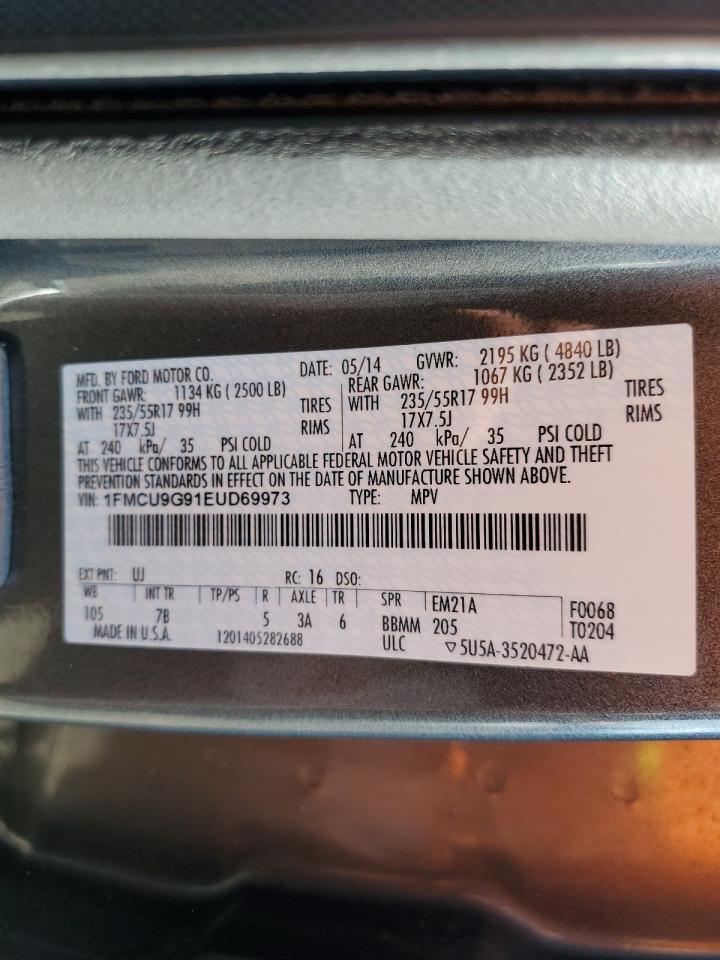 MFD. BY FORD MOTOR CO. DATE: 05/14 GVWR: 2195 KG ( 4840 LB)
FRONT GAWR: 1134 KG ( 2500 LB) REAR GAWR: 1067 KG ( 2352 LB)
WITH 235/55R17 99H TIRES WITH 235/55R17 99H TIRES
17X7.5J RIMS 17X7.5J RIMS
AT 240 kPa/ 35 PSI COLD AT 240 kPa/ 35 PSI COLD
THIS VEHICLE CONFORMS TO ALL APPLICABLE FEDERAL MOTOR VEHICLE SAFETY AND THEFT
PREVENTION STANDARDS IN EFFECT ON THE DATE OF MANUFACTURE SHOWN ABOVE.
VIN: 1FMCU9G91EUD69973 TYPE: MPV
EXT PNT: UJ RC: 16 DSO:
WB INT TR TP/PS R AXLE TR SPR EM21A F0068
105 7B 5 3A 6 BBMM 205 T0204
MADE IN U.S.A. 1201405282688 ULC ▽5U5A-3520472-AA